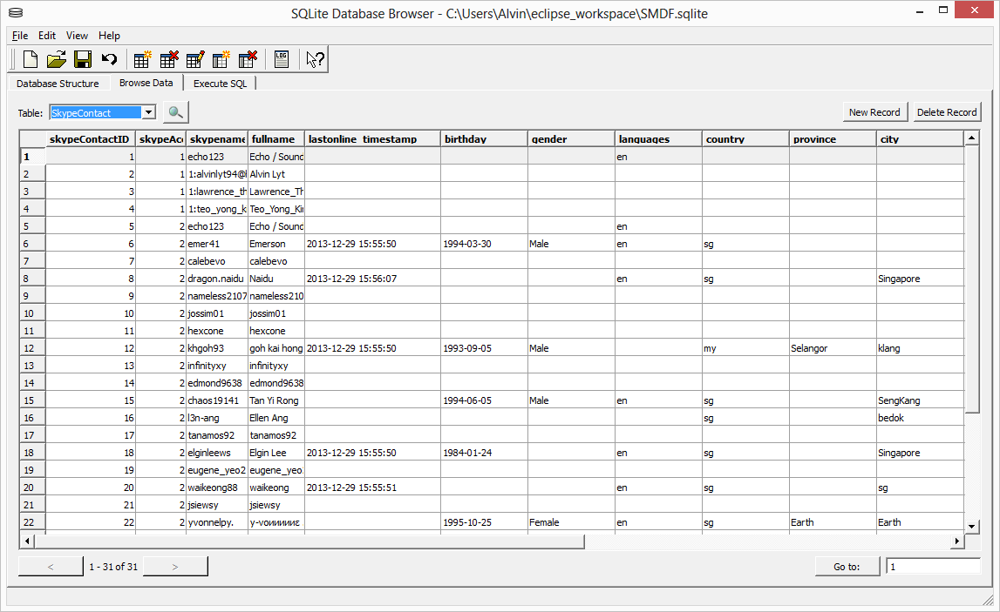 SQLite Database Browser - C:\Users\Alvin\eclipse_workspace\SMDF.sqlite
File Edit View Help
LOG
Database Structure Browse Data Execute SQL
Table: SkypeContact New Record Delete Record
skypeContactID skypeAcc skypename fullname lastonline_timestamp birthday gender languages country province city
1 1 1 echo123 Echo / Sound en
2 2 1 1:alvinlyt94@l Alvin Lyt
3 3 1 1:lawrence_th Lawrence_Th
4 4 1 1:teo_yong_k Teo_Yong_Kin
5 5 2 echo123 Echo / Sound en
6 6 2 emer41 Emerson 2013-12-29 15:55:50 1994-03-30 Male en sg
7 7 2 calebevo calebevo
8 8 2 dragon.naidu Naidu 2013-12-29 15:56:07 en sg Singapore
9 9 2 nameless2107 nameless210
10 10 2 jossim01 jossim01
11 11 2 hexcone hexcone
12 12 2 khgoh93 goh kai hong 2013-12-29 15:55:50 1993-09-05 Male my Selangor klang
13 13 2 infinityxy infinityxy
14 14 2 edmond9638 edmond9638
15 15 2 chaos19141 Tan Yi Rong 1994-06-05 Male en sg SengKang
16 16 2 l3n-ang Ellen Ang sg bedok
17 17 2 tanamos92 tanamos92
18 18 2 elginleews Elgin Lee 2013-12-29 15:55:50 1984-01-24 en sg Singapore
19 19 2 eugene_yeo2 eugene_yeo
20 20 2 waikeong88 waikeong 2013-12-29 15:55:51 en sg sg
21 21 2 jsiewsy jsiewsy
22 22 2 yvonnelpy. 1995-10-25 Female en sg Earth Earth
< 1 - 31 of 31 > Go to: 1